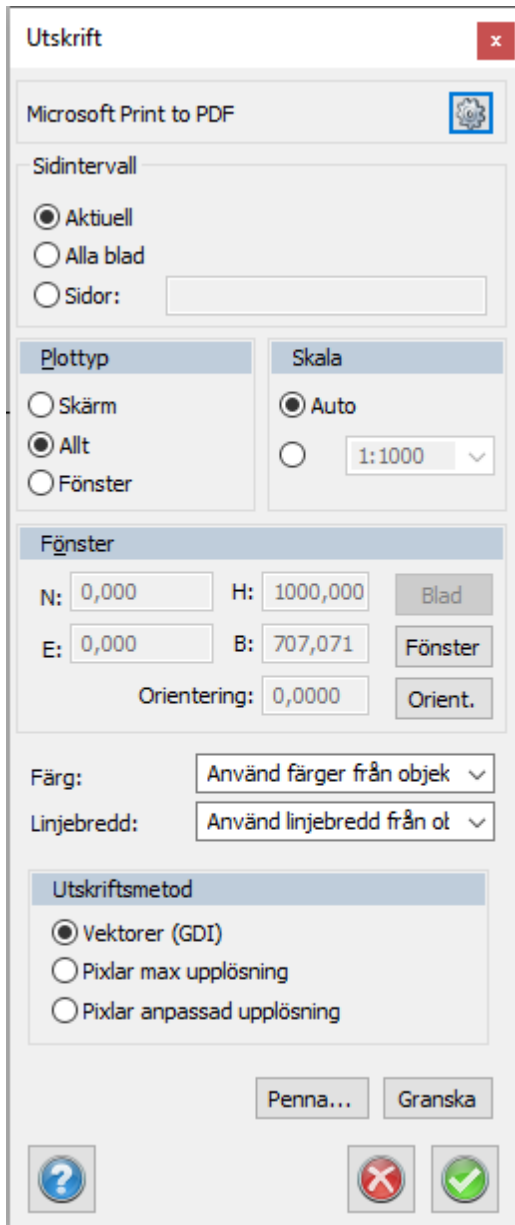 Utskrift
x
Microsoft Print to PDF
Sidintervall
Aktiuell
Alla blad
Sidor:
Plottyp
Skärm
Allt
Fönster
Skala
Auto
1:1000
Fönster
N: 0,000 H: 1000,000 Blad
E: 0,000 B: 707,071 Fönster
Orientering: 0,0000 Orient.
Färg: Använd färger från objek
Linjebredd: Använd linjebredd från ob
Utskriftsmetod
Vektorer (GDI)
Pixlar max upplösning
Pixlar anpassad upplösning
Penna... Granska
?